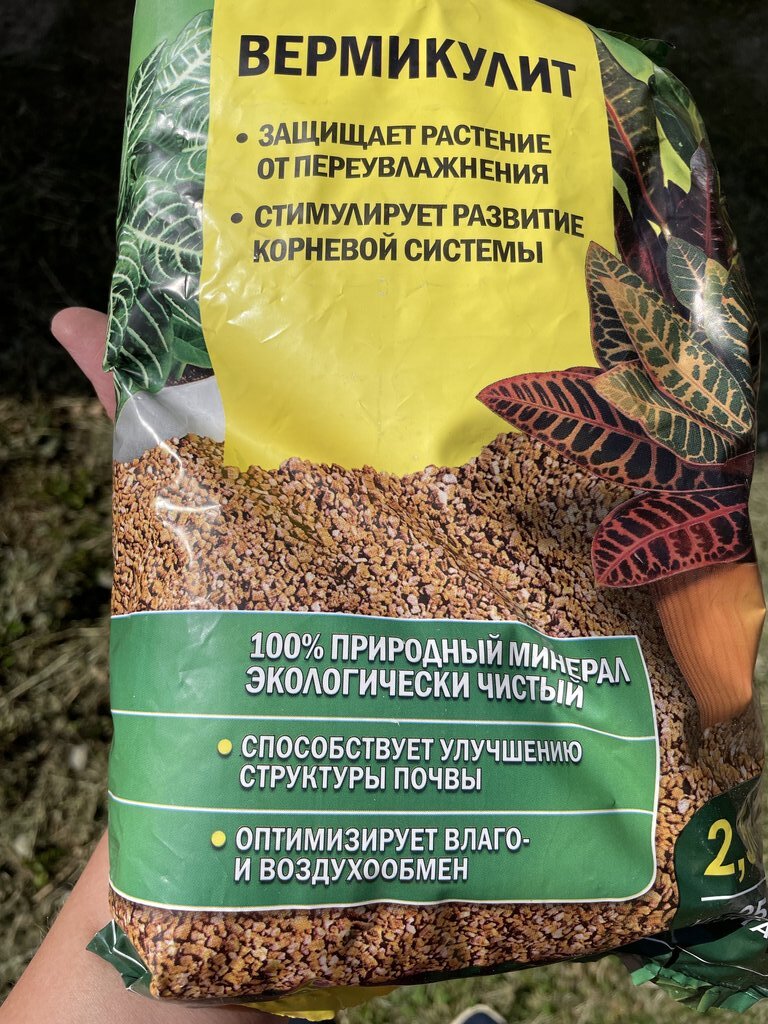 ВЕРМИКУЛИТ
• ЗАЩИЩАЕТ РАСТЕНИЕ
ОТ ПЕРЕУВЛАЖНЕНИЯ
• СТИМУЛИРУЕТ РАЗВИТИЕ
КОРНЕВОЙ СИСТЕМЫ
100% ПРИРОДНЫЙ МИНЕРАЛ
ЭКОЛОГИЧЕСКИ ЧИСТЫЙ
• СПОСОБСТВУЕТ УЛУЧШЕНИЮ
СТРУКТУРЫ ПОЧВЫ
• ОПТИМИЗИРУЕТ ВЛАГО-
И ВОЗДУХООБМЕН